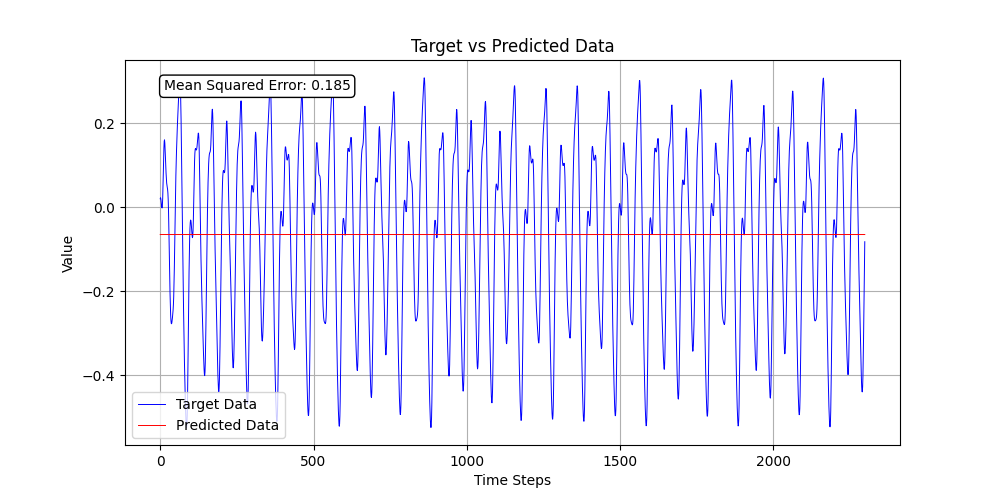 Target vs Predicted Data
Mean Squared Error: 0.185
0.2
0.0
−0.2
−0.4
Value
Target Data
Predicted Data
0
500
1000
1500
2000
Time Steps